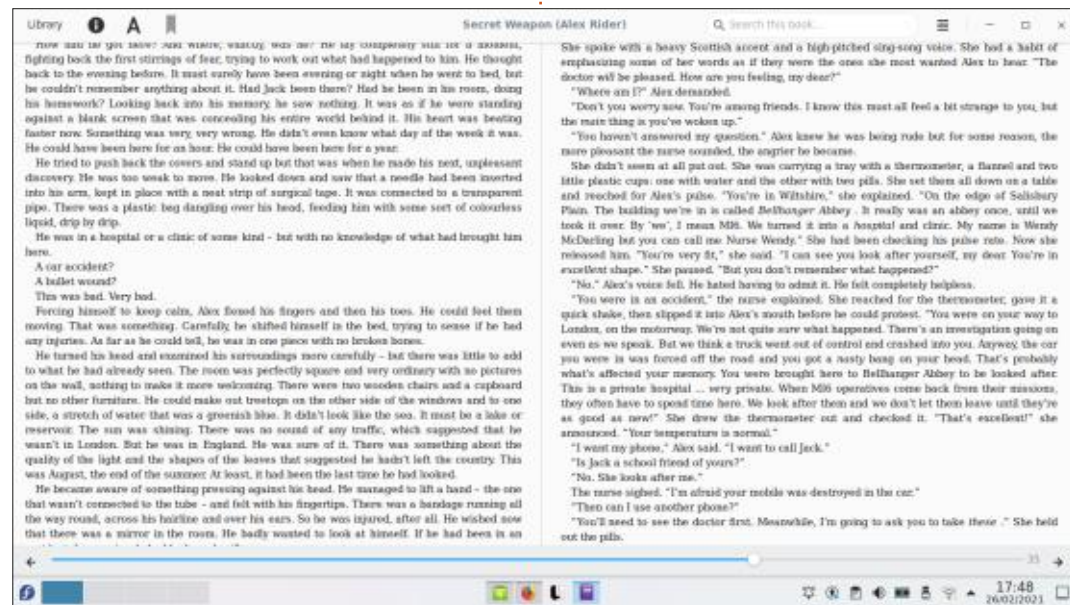 Library
A
Secret Weapon (Alex Rider)
Search this book...
How had he got here? And where, exactly, was he? He lay completely still for a moment,
fighting back the first stirrings of fear, trying to work out what had happened to him. He thought
back to the evening before. It must surely have been evening or night when he went to bed, but
he couldn't remember anything about it. Had Jack been there? Had he been in his room, doing
his homework? Looking back into his memory, he saw nothing. It was as if he were standing
against a blank screen that was concealing his entire world behind it. His heart was beating
faster now. Something was very, very wrong. He didn't even know what day of the week it was.
He could have been here for an hour. He could have been here for a year.
He tried to push back the covers and stand up but that was when he made his next, unpleasant
discovery. He was too weak to move. He looked down and saw that a needle had been inserted
into his arm, kept in place with a neat strip of surgical tape. It was connected to a transparent
pipe. There was a plastic bag dangling over his head, feeding him with some sort of colourless
liquid, drip by drip.
He was in a hospital or a clinic of some kind – but with no knowledge of what had brought him
here.
A car accident?
A bullet wound?
This was bad. Very bad.
Forcing himself to keep calm, Alex flexed his fingers and then his toes. He could feel them
moving. That was something. Carefully, he shifted himself in the bed, trying to sense if he had
any injuries. As far as he could tell, he was in one piece with no broken bones.
He turned his head and examined his surroundings more carefully – but there was little to add
to what he had already seen. The room was perfectly square and very ordinary with no pictures
on the wall, nothing to make it more welcoming. There were two wooden chairs and a cupboard
but no other furniture. He could make out treetops on the other side of the windows and to one
side, a stretch of water that was a greenish blue. It didn't look like the sea. It must be a lake or
reservoir. The sun was shining. There was no sound of any traffic, which suggested that he
wasn't in London. But he was in England. He was sure of it. There was something about the
quality of the light and the shapes of the leaves that suggested he hadn't left the country. This
was August, the end of the summer. At least, it had been the last time he had looked.
He became aware of something pressing against his head. He managed to lift a hand – the one
that wasn't connected to the tube – and felt with his fingertips. There was a bandage running all
the way round, across his hairline and over his ears. So he was injured, after all. He wished now
that there was a mirror in the room. He badly wanted to look at himself. If he had been in an
She spoke with a heavy Scottish accent and a high-pitched sing-song voice. She had a habit of
emphasizing some of her words as if they were the ones she most wanted Alex to hear. "The
doctor will be pleased. How are you feeling, my dear?"
"Where am I?" Alex demanded.
"Don't you worry now. You're among friends. I know this must all feel a bit strange to you, but
the main thing is you've woken up."
"You haven't answered my question." Alex knew he was being rude but for some reason, the
more pleasant the nurse sounded, the angrier he became.
She didn't seem at all put out. She was carrying a tray with a thermometer, a flannel and two
little plastic cups: one with water and the other with two pills. She set them all down on a table
and reached for Alex's pulse. "You're in Wiltshire," she explained. "On the edge of Salisbury
Plain. The building we're in is called Bellhanger Abbey . It really was an abbey once, until we
took it over. By 'we', I mean MI6. We turned it into a hospital and clinic. My name is Wendy
McDarling but you can call me Nurse Wendy." She had been checking his pulse rate. Now she
released him. "You're very fit," she said. "I can see you look after yourself, my dear. You're in
excellent shape." She paused. "But you don't remember what happened?"
"No." Alex's voice fell. He hated having to admit it. He felt completely helpless.
"You were in an accident," the nurse explained. She reached for the thermometer, gave it a
quick shake, then slipped it into Alex's mouth before he could protest. "You were on your way to
London, on the motorway. We're not quite sure what happened. There's an investigation going on
even as we speak. But we think a truck went out of control and crashed into you. Anyway, the car
you were in was forced off the road and you got a nasty bang on your head. That's probably
what's affected your memory. You were brought here to Bellhanger Abbey to be looked after.
This is a private hospital ... very private. When MI6 operatives come back from their missions,
they often have to spend time here. We look after them and we don't let them leave until they're
as good as new!" She drew the thermometer out and checked it. "That's excellent!" she
announced. "Your temperature is normal."
"I want my phone," Alex said. "I want to call Jack."
"Is Jack a school friend of yours?"
"No. She looks after me."
The nurse sighed. "I'm afraid your mobile was destroyed in the car."
"Then can I use another phone?"
"You'll need to see the doctor first. Meanwhile, I'm going to ask you to take these ." She held
out the pills.
35
17:48
26/02/2021